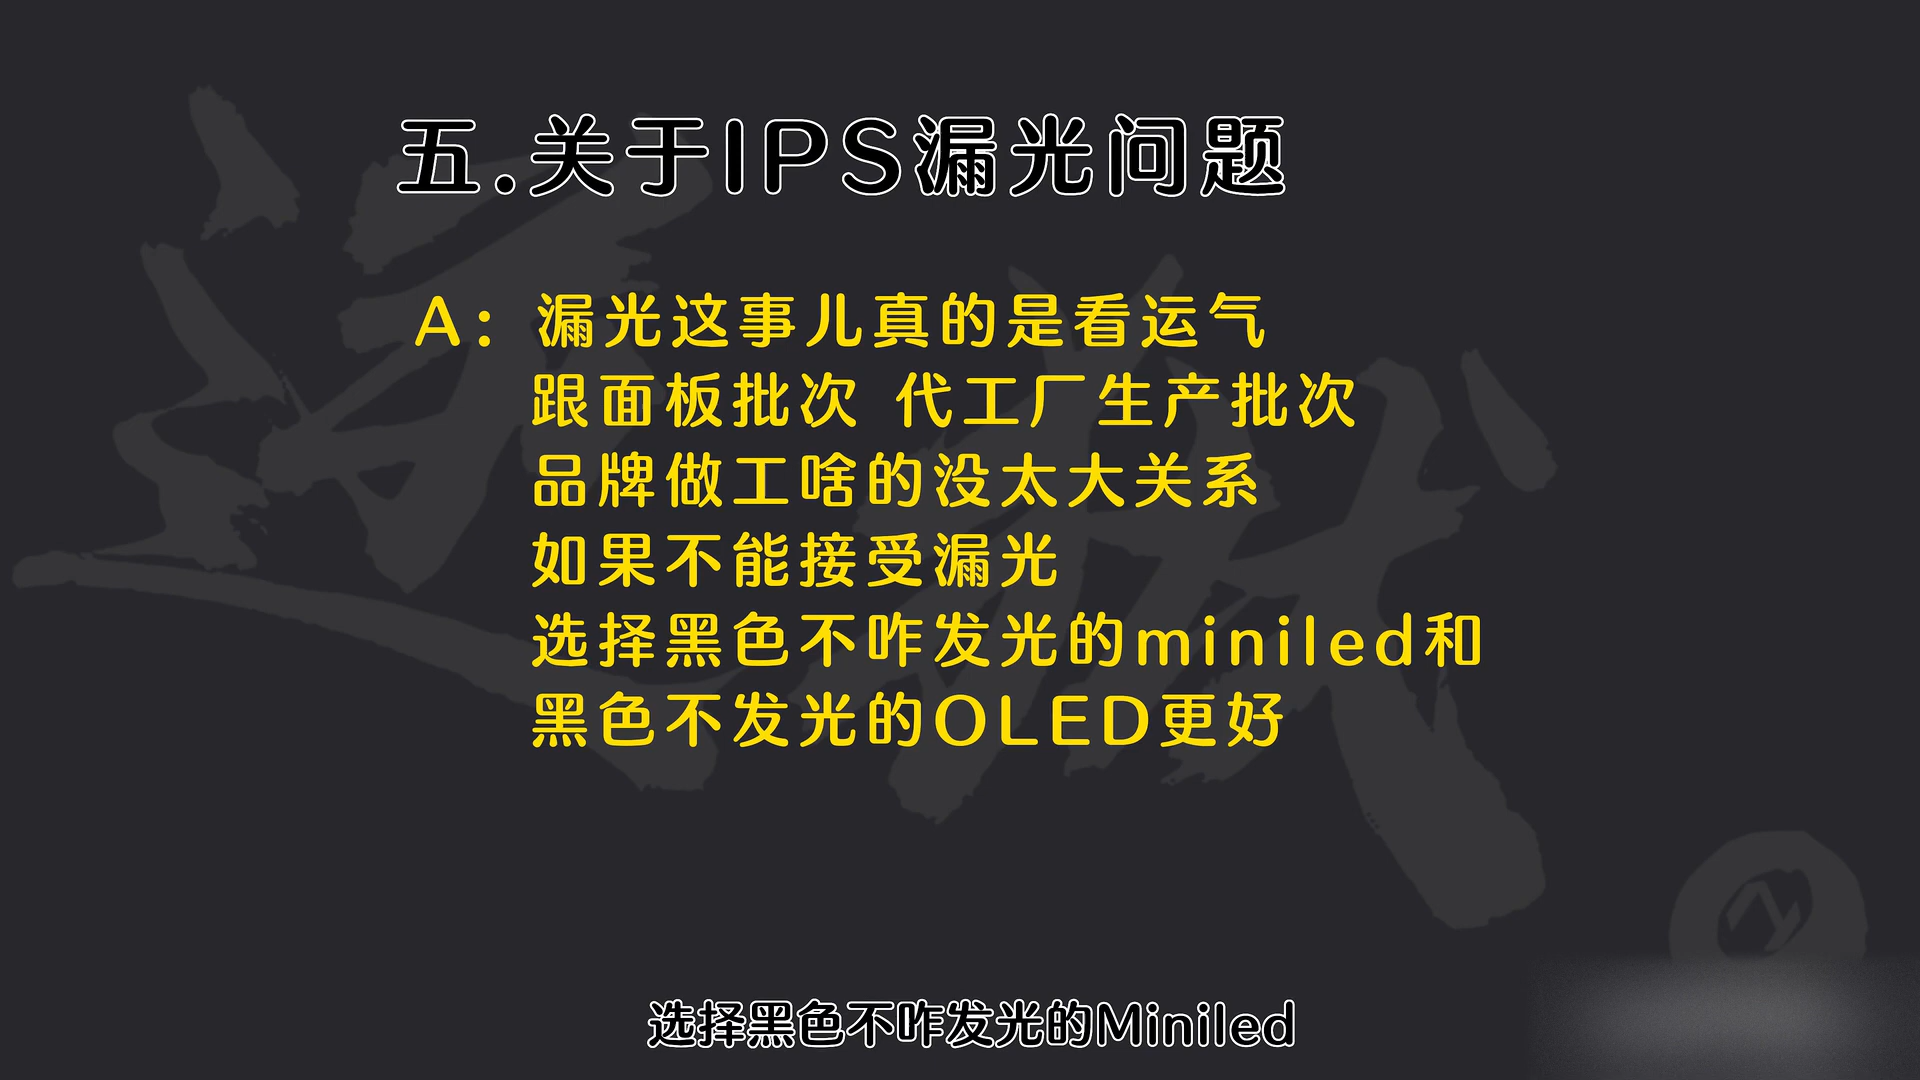 五.关于IPS漏光问题
A：漏光这事儿真的是看运气
跟面板批次 代工厂生产批次
品牌做工啥的没太大关系
如果不能接受漏光
选择黑色不咋发光的miniled和
黑色不发光的OLED更好
选择黑色不咋发光的Miniled